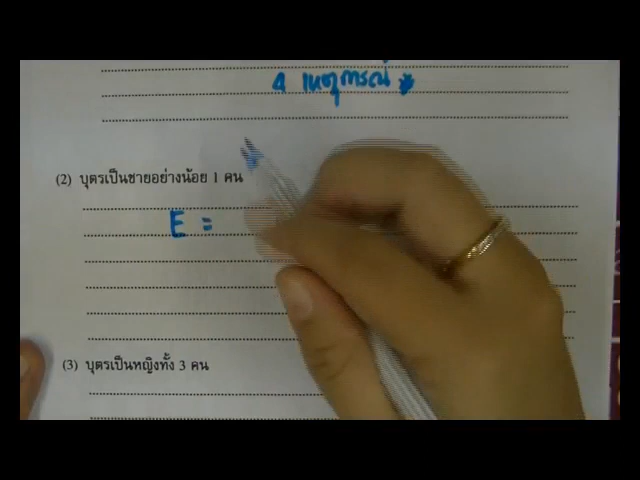 4 เหตุการณ์
(2) บุตรเป็นชายอย่างน้อย 1 คน
E =
(3) บุตรเป็นหญิงทั้ง 3 คน